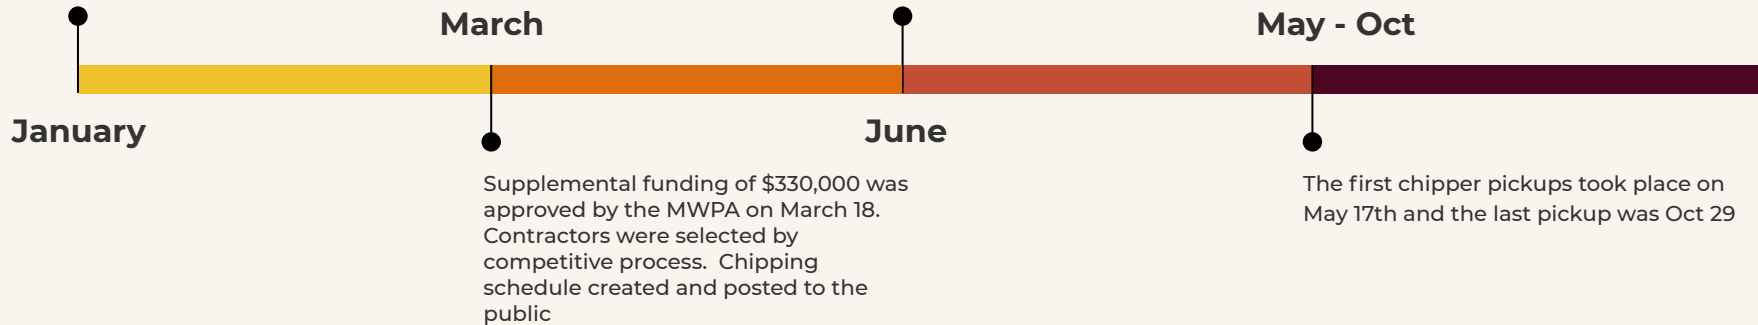 March
May - Oct
January
June
Supplemental funding of $330,000 was
approved by the MWPA on March 18.
Contractors were selected by
competitive process.  Chipping
schedule created and posted to the
public
The first chipper pickups took place on
May 17th and the last pickup was Oct 29